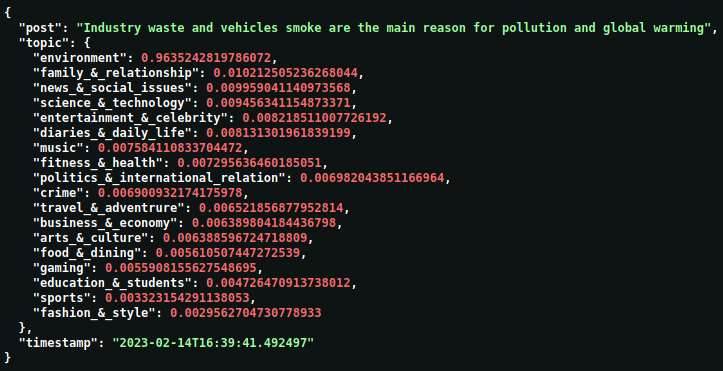 {
  "post": "Industry waste and vehicles smoke are the main reason for pollution and global warming",
  "topic": {
    "environment": 0.9635242819786072,
    "family_&_relationship": 0.010212505236268044,
    "news_&_social_issues": 0.009959041140973568,
    "science_&_technology": 0.009456341154873371,
    "entertainment_&_celebrity": 0.008218511007726192,
    "diaries_&_daily_life": 0.008131301961839199,
    "music": 0.007584110833704472,
    "fitness_&_health": 0.007295636460185051,
    "politics_&_international_relation": 0.006982043851166964,
    "crime": 0.006900932174175978,
    "travel_&_adventrure": 0.006521856877952814,
    "business_&_economy": 0.006389804184436798,
    "arts_&_culture": 0.006388596724718809,
    "food_&_dining": 0.005610507447272539,
    "gaming": 0.0055908155627548695,
    "education_&_students": 0.004726470913738012,
    "sports": 0.003323154291138053,
    "fashion_&_style": 0.0029562704730778933
  },
  "timestamp": "2023-02-14T16:39:41.492497"
}